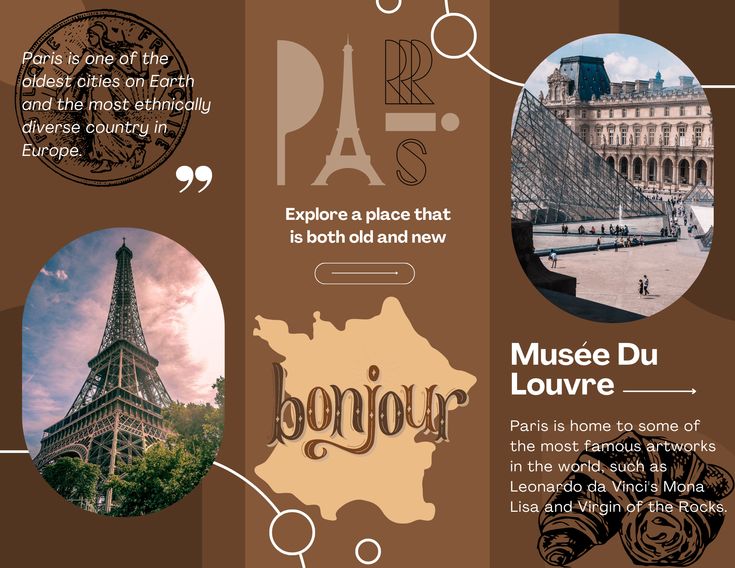 Paris is one of the
oldest cities on Earth
and the most ethnically
diverse country in
Europe.
PARIS
Explore a place that
is both old and new
bonjour
Musée Du
Louvre
Paris is home to some of
the most famous artworks
in the world, such as
Leonardo da Vinci's Mona
Lisa and Virgin of the Rocks.